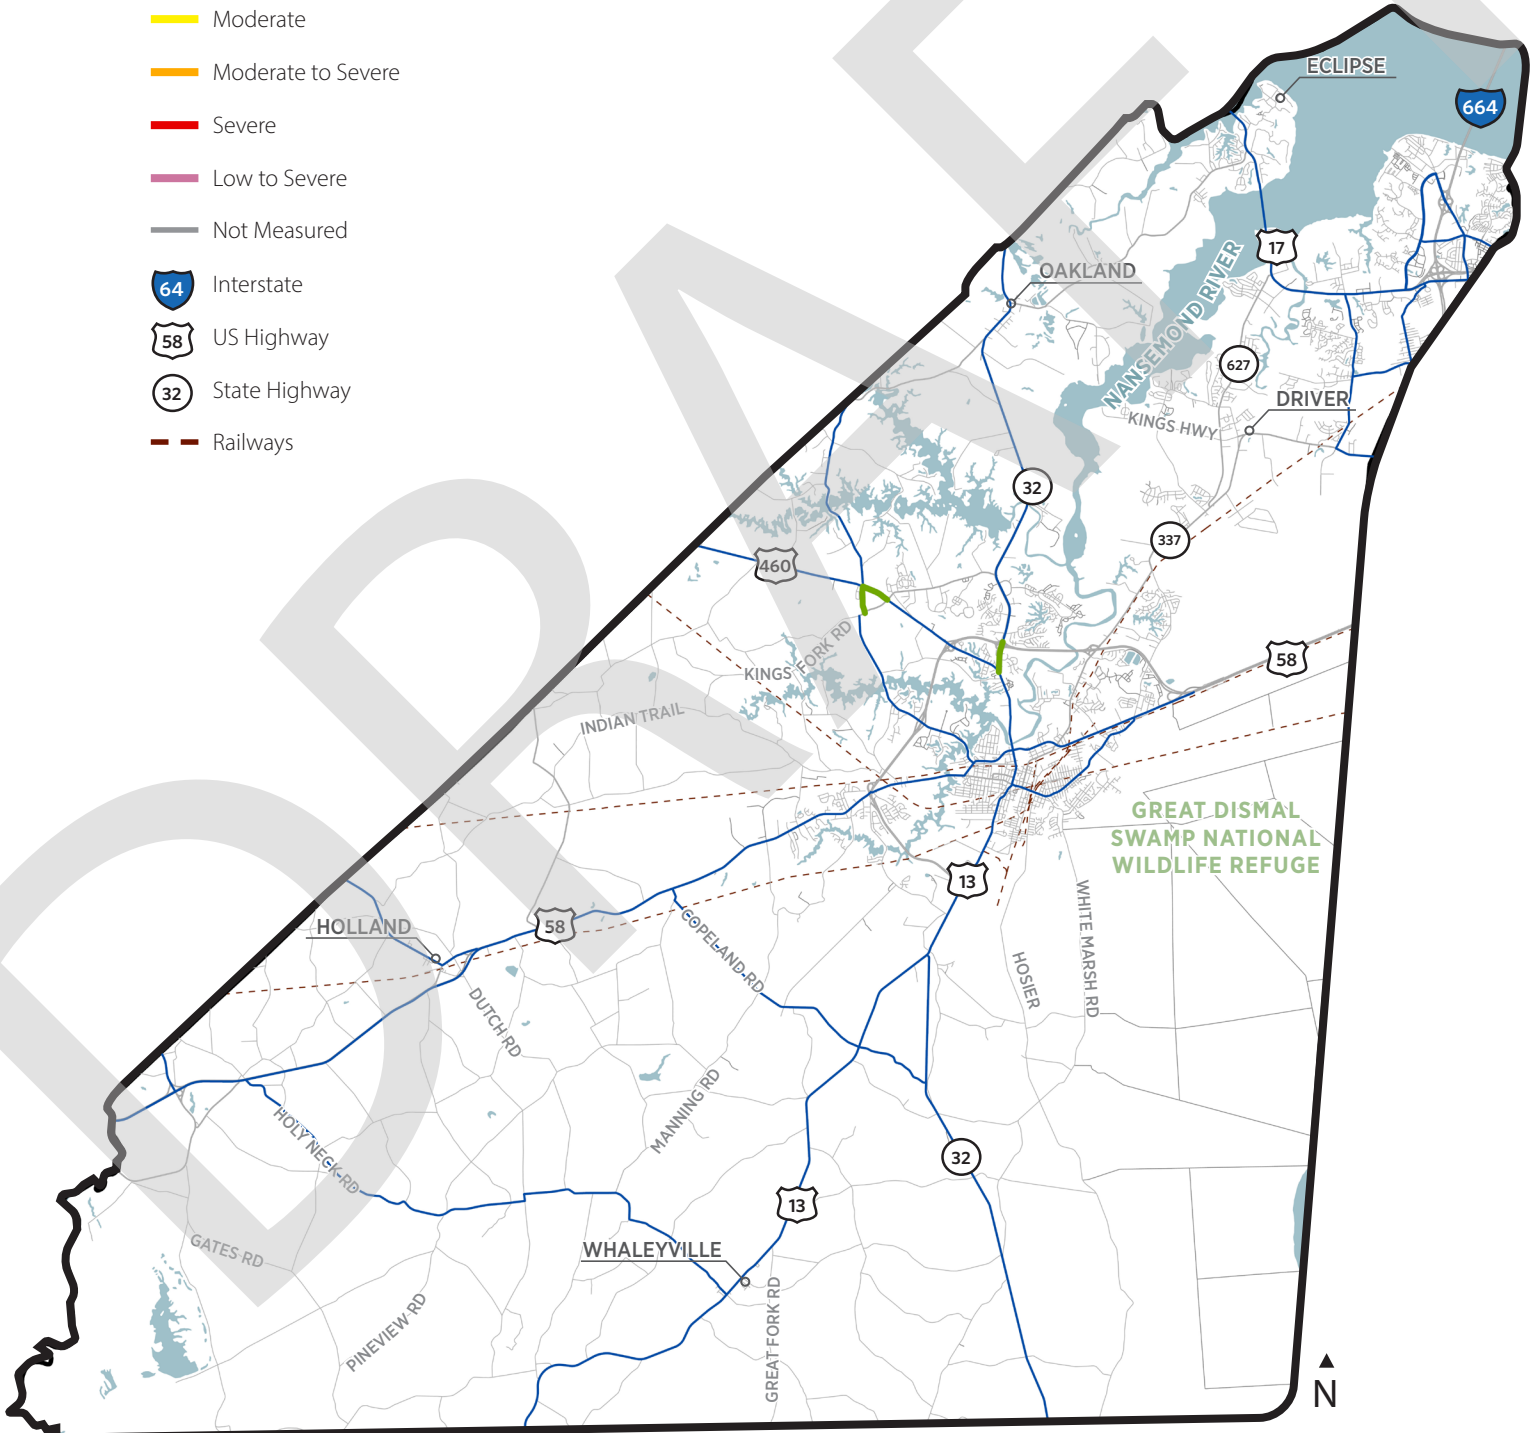 Moderate
Moderate to Severe
Severe
Low to Severe
Not Measured
64 Interstate
58 US Highway
32 State Highway
Railways
ECLIPSE
664
OAKLAND
17
NANSEMOND RIVER
627
DRIVER
KINGS HWY
32
337
460
KINGS FORK RD
58
INDIAN TRAIL
GREAT DISMAL
SWAMP NATIONAL
WILDLIFE REFUGE
13
HOLLAND
58
COPELAND RD
WHITE MARSH RD
HOSIER
DUTCH RD
MANNING RD
HOLY NECK RD
32
13
GATES RD
WHALEYVILLE
PINEVIEW RD
GREAT FORK RD
N
DRAFT